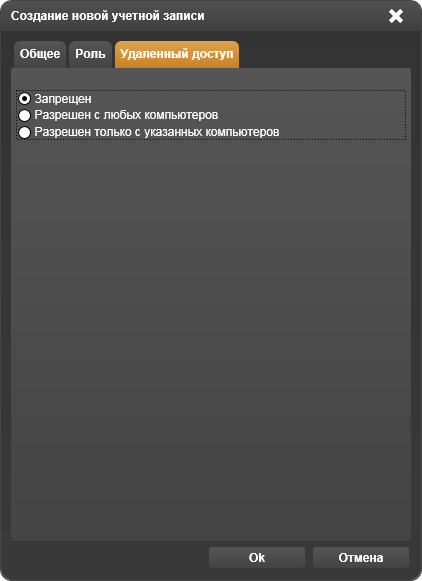 Создание новой учетной записи
Общее Роль Удаленный доступ
Запрещен
Разрешен с любых компьютеров
Разрешен только с указанных компьютеров
Ok Отмена